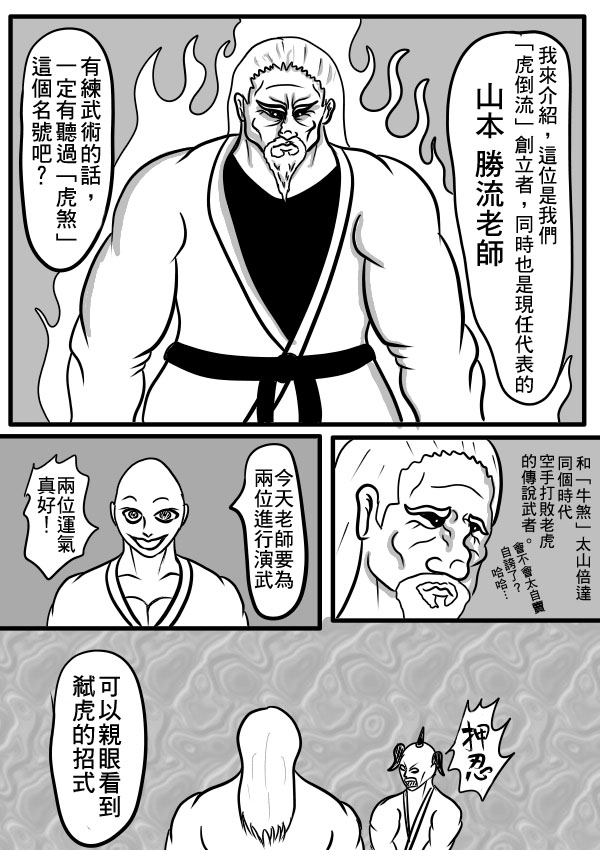 我來介紹，這位是我們
「虎倒流」創立者，同時也是現任代表的
山本 勝流老師
有練武術的話，
一定有聽過「虎煞」
這個名號吧？
和「牛煞」太山倍達
同個時代
空手打敗老虎
的傳說武者。
會不會太自賣
自誇了？
哈哈…
今天老師要為
兩位進行演武
兩位運氣
真好！
押忍
可以親眼看到
弒虎的招式